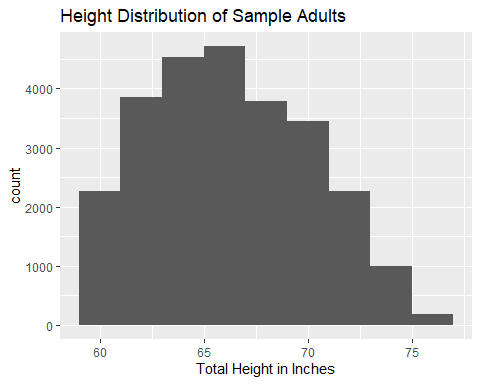 Height Distribution of Sample Adults
count
4000
3000
2000
1000
0
60 65 70 75
Total Height in Inches